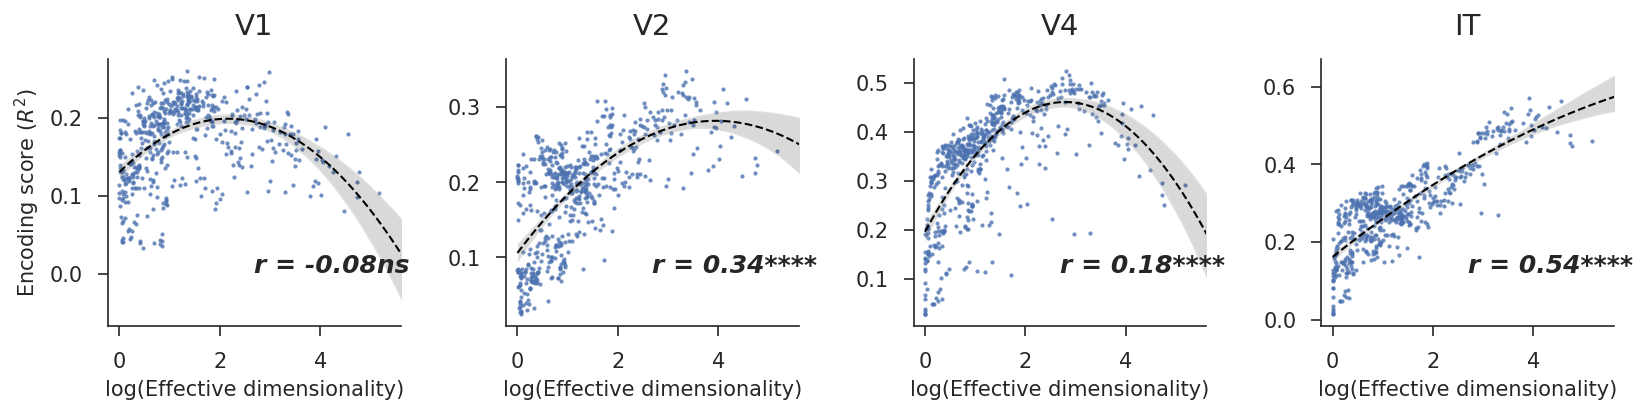 V1
V2
V4
IT
Encoding score (R²)
0.2
0.1
0.0
r = -0.08ns
0 2 4
log(Effective dimensionality)
0.3
0.2
0.1
r = 0.34****
0 2 4
log(Effective dimensionality)
0.5
0.4
0.3
0.2
0.1
r = 0.18****
0 2 4
log(Effective dimensionality)
0.6
0.4
0.2
0.0
r = 0.54****
0 2 4
log(Effective dimensionality)